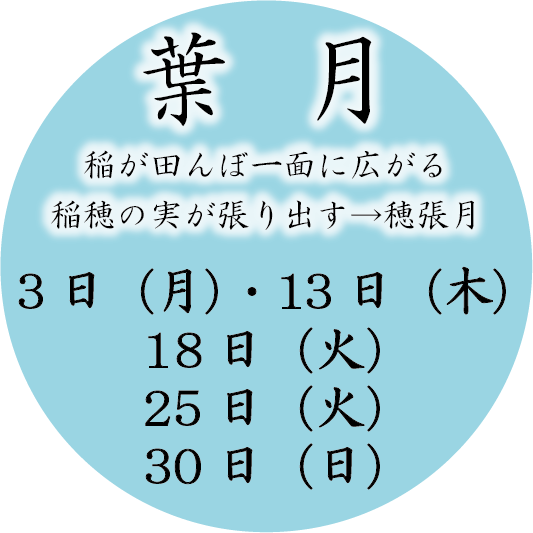 葉　月
稲が田んぼ一面に広がる
稲穂の実が張り出す→穂張月
3日（月）・13日（木）
18日（火）
25日（火）
30日（日）